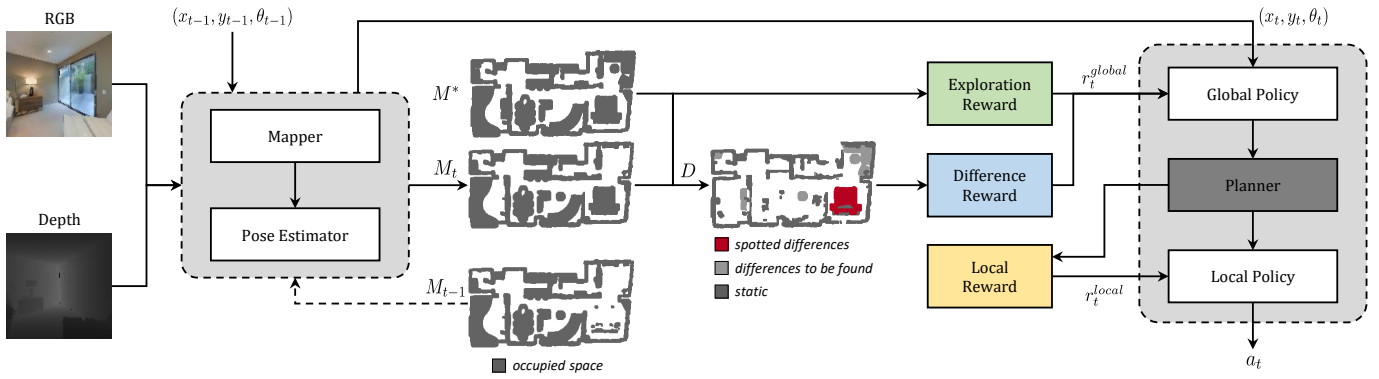 RGB
(x_{t-1}, y_{t-1}, θ_{t-1})
(x_t, y_t, θ_t)
Mapper
Pose Estimator
Depth
M*
M_t
M_{t-1}
occupied space
D
spotted differences
differences to be found
static
Exploration
Reward
Difference
Reward
Local
Reward
r_t^{global}
r_t^{local}
Global Policy
Planner
Local Policy
a_t